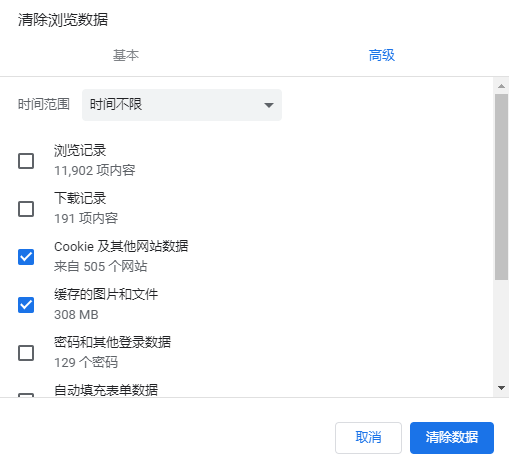 清除浏览数据
基本
高级
时间范围
时间不限
浏览记录
11,902 项内容
下载记录
191 项内容
Cookie 及其他网站数据
来自 505 个网站
缓存的图片和文件
308 MB
密码和其他登录数据
129 个密码
自动填充表单数据
取消
清除数据